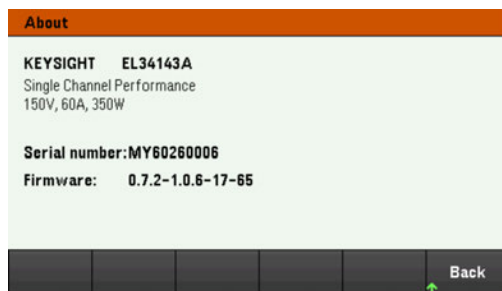 About
KEYSIGHT EL34143A
Single Channel Performance
150V, 60A, 350W
Serial number:MY60260006
Firmware: 0.7.2-1.0.6-17-65
Back